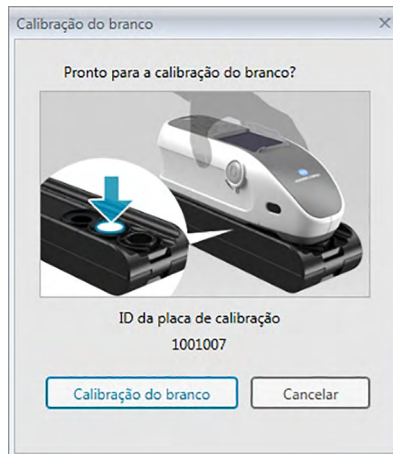 Calibração do branco
Pronto para a calibração do branco?
ID da placa de calibração
1001007
Calibração do branco
Cancelar